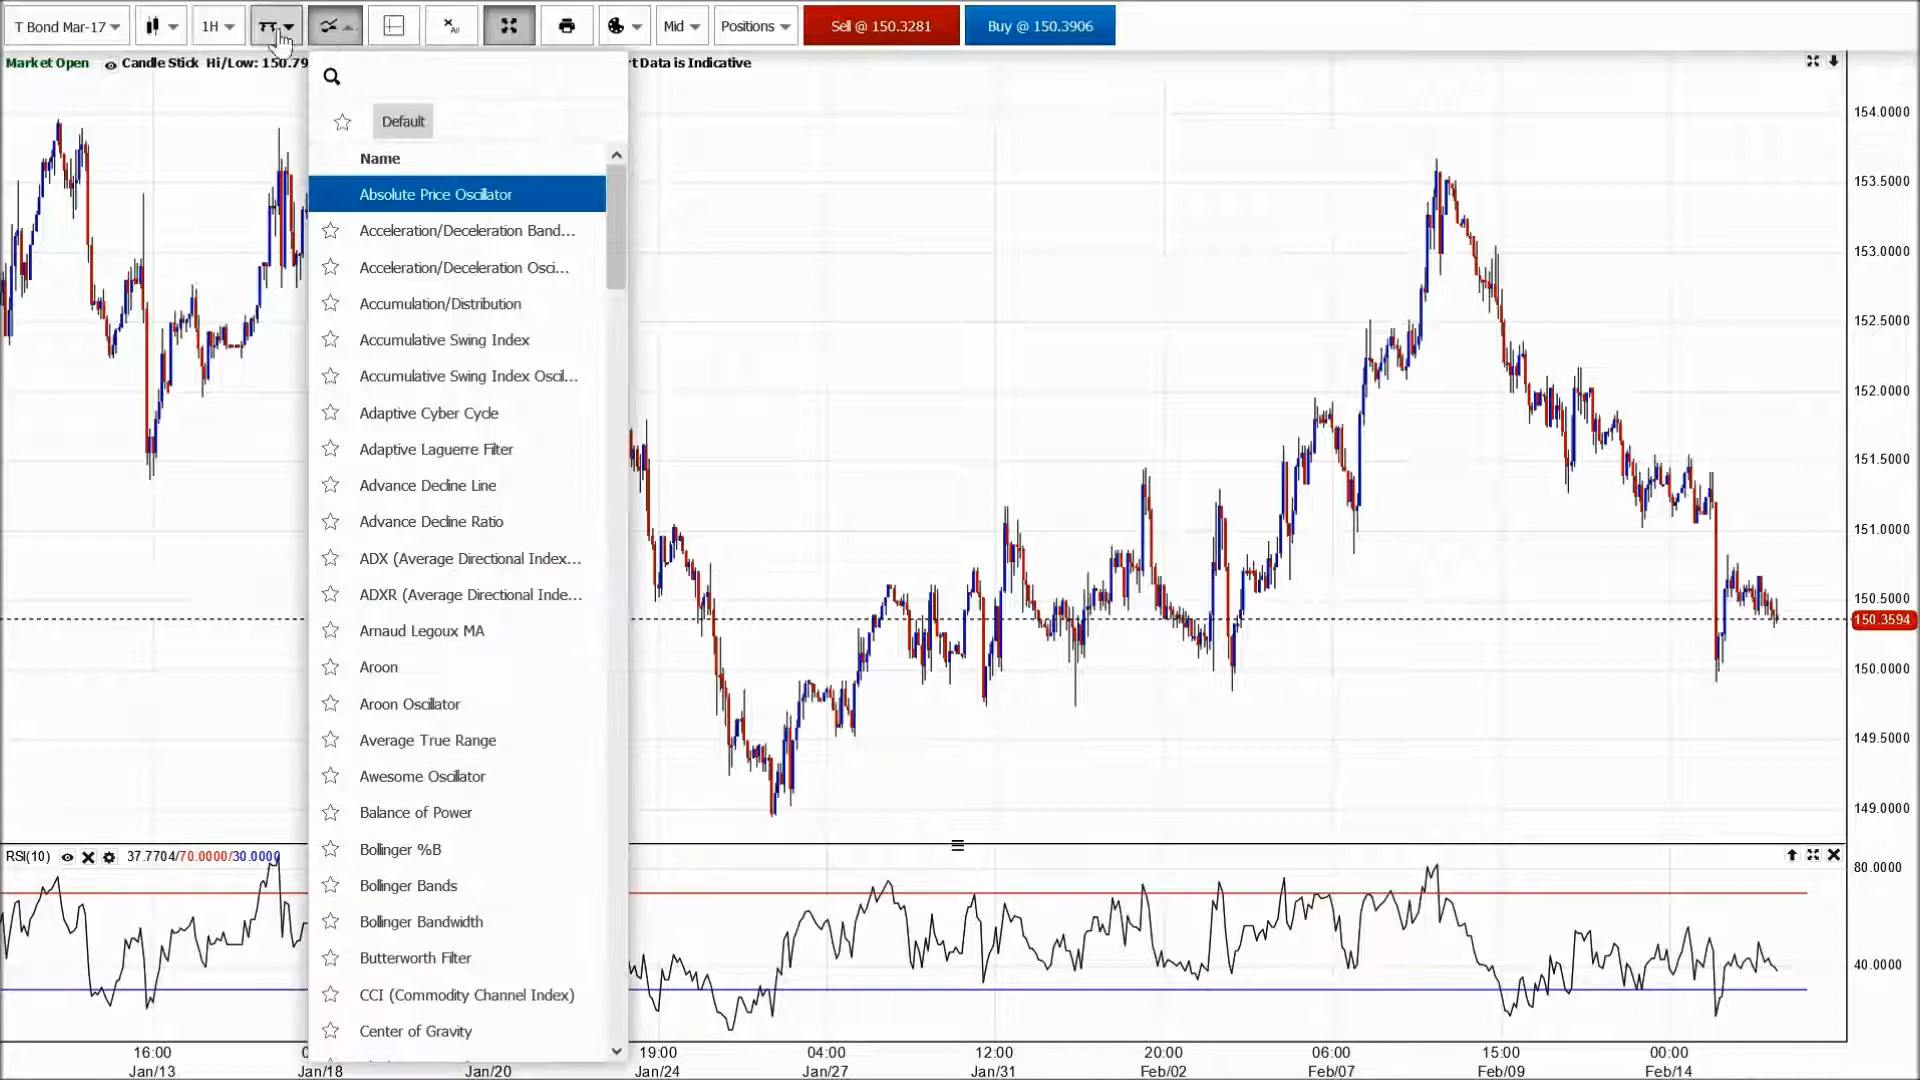 T Bond Mar-17 1H Mid Positions Sell @ 150.3281 Buy @ 150.3906
Market Open Candle Stick Hi/Low: 150.79 t Data is Indicative
Default
Name
Absolute Price Oscillator
Acceleration/Deceleration Band...
Acceleration/Deceleration Osci...
Accumulation/Distribution
Accumulative Swing Index
Accumulative Swing Index Oscil...
Adaptive Cyber Cycle
Adaptive Laguerre Filter
Advance Decline Line
Advance Decline Ratio
ADX (Average Directional Index...
ADXR (Average Directional Inde...
Arnaud Legoux MA
Aroon
Aroon Oscillator
Average True Range
Awesome Oscillator
Balance of Power
Bollinger %B
Bollinger Bands
Bollinger Bandwidth
Butterworth Filter
CCI (Commodity Channel Index)
Center of Gravity
154.0000
153.5000
153.0000
152.5000
152.0000
151.5000
151.0000
150.5000
150.3594
150.0000
149.5000
149.0000
RSI(10) 37.7704/70.0000/30.0000
80.0000
40.0000
16:00 19:00 04:00 12:00 20:00 06:00 15:00 00:00
Jan/13 Jan/18 Jan/20 Jan/24 Jan/27 Jan/31 Feb/02 Feb/07 Feb/09 Feb/14